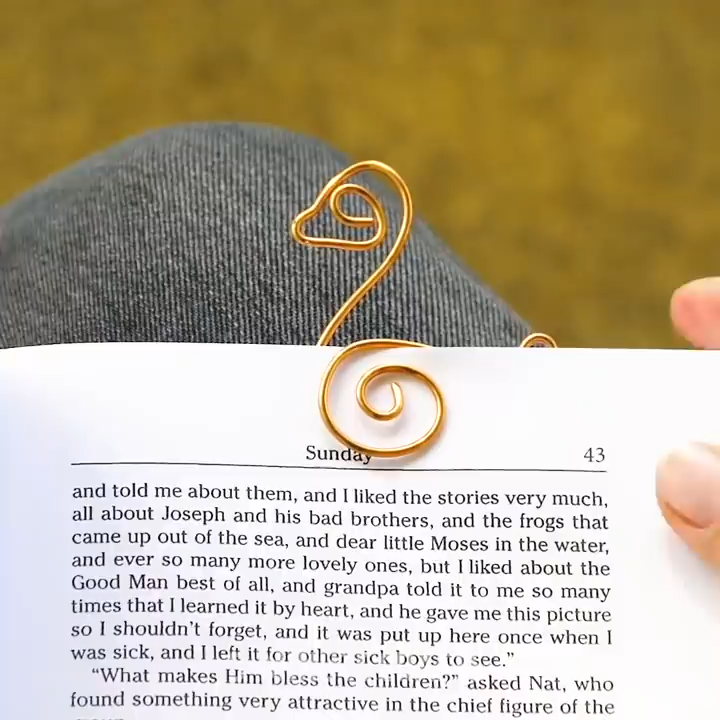 Sunday 43
and told me about them, and I liked the stories very much,
all about Joseph and his bad brothers, and the frogs that
came up out of the sea, and dear little Moses in the water,
and ever so many more lovely ones, but I liked about the
Good Man best of all, and grandpa told it to me so many
times that I learned it by heart, and he gave me this picture
so I shouldn't forget, and it was put up here once when I
was sick, and I left it for other sick boys to see."
"What makes Him bless the children?" asked Nat, who
found something very attractive in the chief figure of the